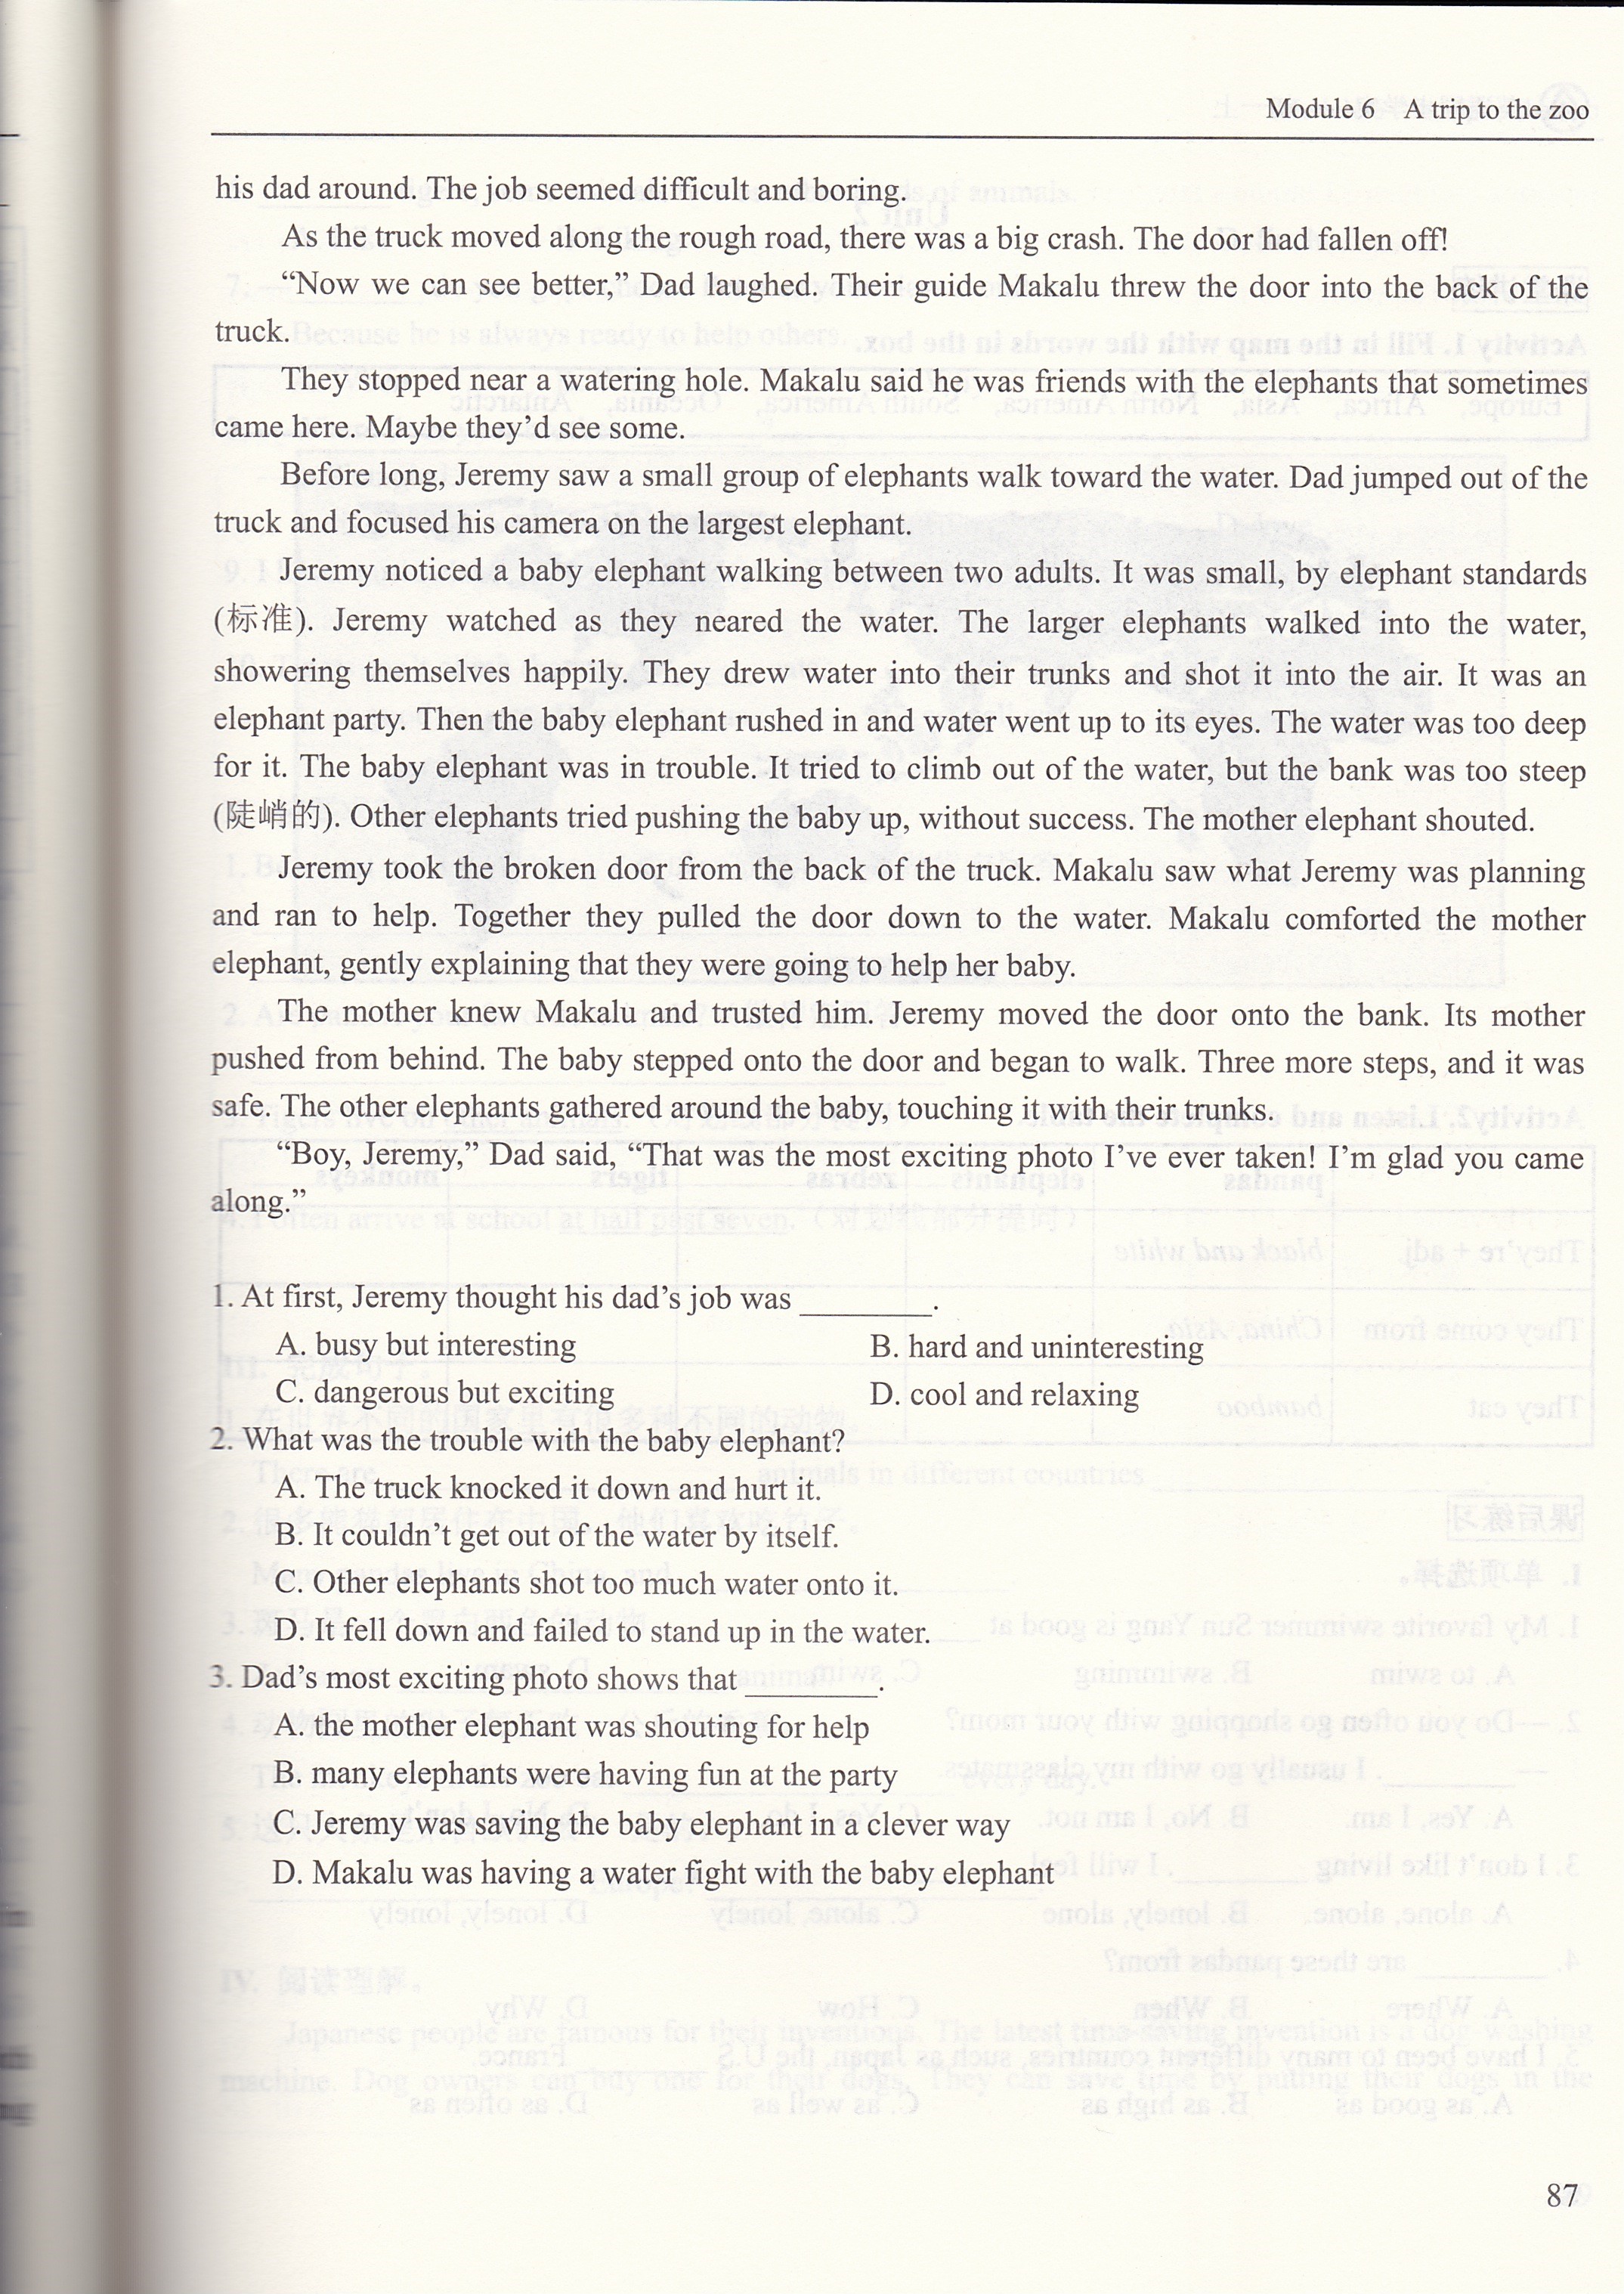 Module 6 A trip to the zoo
his dad around. The job seemed difficult and boring.
As the truck moved along the rough road, there was a big crash. The door had fallen off!
“Now we can see better,” Dad laughed. Their guide Makalu threw the door into the back of the
truck.
They stopped near a watering hole. Makalu said he was friends with the elephants that sometimes
came here. Maybe they’d see some.
Before long, Jeremy saw a small group of elephants walk toward the water. Dad jumped out of the
truck and focused his camera on the largest elephant.
Jeremy noticed a baby elephant walking between two adults. It was small, by elephant standards
(标准). Jeremy watched as they neared the water. The larger elephants walked into the water,
showering themselves happily. They drew water into their trunks and shot it into the air. It was an
elephant party. Then the baby elephant rushed in and water went up to its eyes. The water was too deep
for it. The baby elephant was in trouble. It tried to climb out of the water, but the bank was too steep
(陡峭的). Other elephants tried pushing the baby up, without success. The mother elephant shouted.
Jeremy took the broken door from the back of the truck. Makalu saw what Jeremy was planning
and ran to help. Together they pulled the door down to the water. Makalu comforted the mother
elephant, gently explaining that they were going to help her baby.
The mother knew Makalu and trusted him. Jeremy moved the door onto the bank. Its mother
pushed from behind. The baby stepped onto the door and began to walk. Three more steps, and it was
safe. The other elephants gathered around the baby, touching it with their trunks.
“Boy, Jeremy,” Dad said, “That was the most exciting photo I’ve ever taken! I’m glad you came
along.”
1. At first, Jeremy thought his dad’s job was ________.
A. busy but interesting B. hard and uninteresting
C. dangerous but exciting D. cool and relaxing
2. What was the trouble with the baby elephant?
A. The truck knocked it down and hurt it.
B. It couldn’t get out of the water by itself.
C. Other elephants shot too much water onto it.
D. It fell down and failed to stand up in the water.
3. Dad’s most exciting photo shows that ________.
A. the mother elephant was shouting for help
B. many elephants were having fun at the party
C. Jeremy was saving the baby elephant in a clever way
D. Makalu was having a water fight with the baby elephant
87